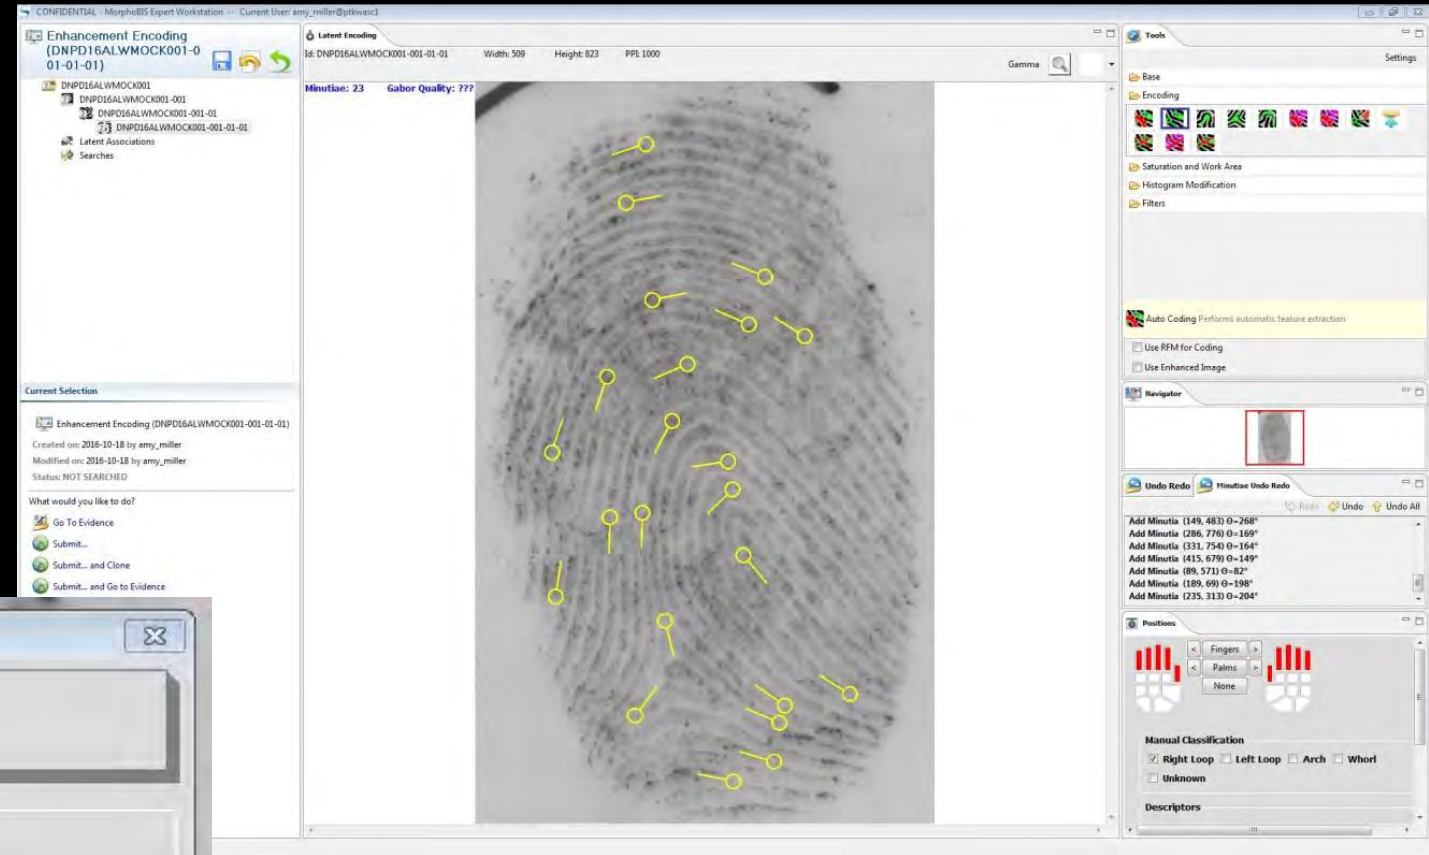 CONFIDENTIAL - MorphoBIS Expert Workstation -- Current User: amy_miller@ptkwasc1
Enhancement Encoding
(DNPD16ALWMOCK001-0
01-01-01)
DNPD16ALWMOCK001
DNPD16ALWMOCK001-001
DNPD16ALWMOCK001-001-01
DNPD16ALWMOCK001-001-01-01
Latent Associations
Searches
Current Selection
Enhancement Encoding (DNPD16ALWMOCK001-001-01-01)
Created on: 2016-10-18 by amy_miller
Modified on: 2016-10-18 by amy_miller
Status: NOT SEARCHED
What would you like to do?
Go To Evidence
Submit...
Submit... and Clone
Submit... and Go to Evidence
Latent Encoding
Id: DNPD16ALWMOCK001-001-01-01 Width: 509 Height: 823 PPI: 1000
Gamma
Minutiae: 23 Gabor Quality: ???
Tools
Settings
Base
Encoding
Saturation and Work Area
Histogram Modification
Filters
Auto Coding Performs automatic feature extraction
Use RFM for Coding
Use Enhanced Image
Navigator
Undo Redo Minutiae Undo Redo
Redo Undo Undo All
Add Minutia (149, 483) Θ=268°
Add Minutia (286, 776) Θ=169°
Add Minutia (331, 754) Θ=164°
Add Minutia (415, 679) Θ=149°
Add Minutia (89, 571) Θ=82°
Add Minutia (189, 69) Θ=198°
Add Minutia (235, 313) Θ=204°
Positions
< Fingers >
< Palms >
None
Manual Classification
Right Loop Left Loop Arch Whorl
Unknown
Descriptors